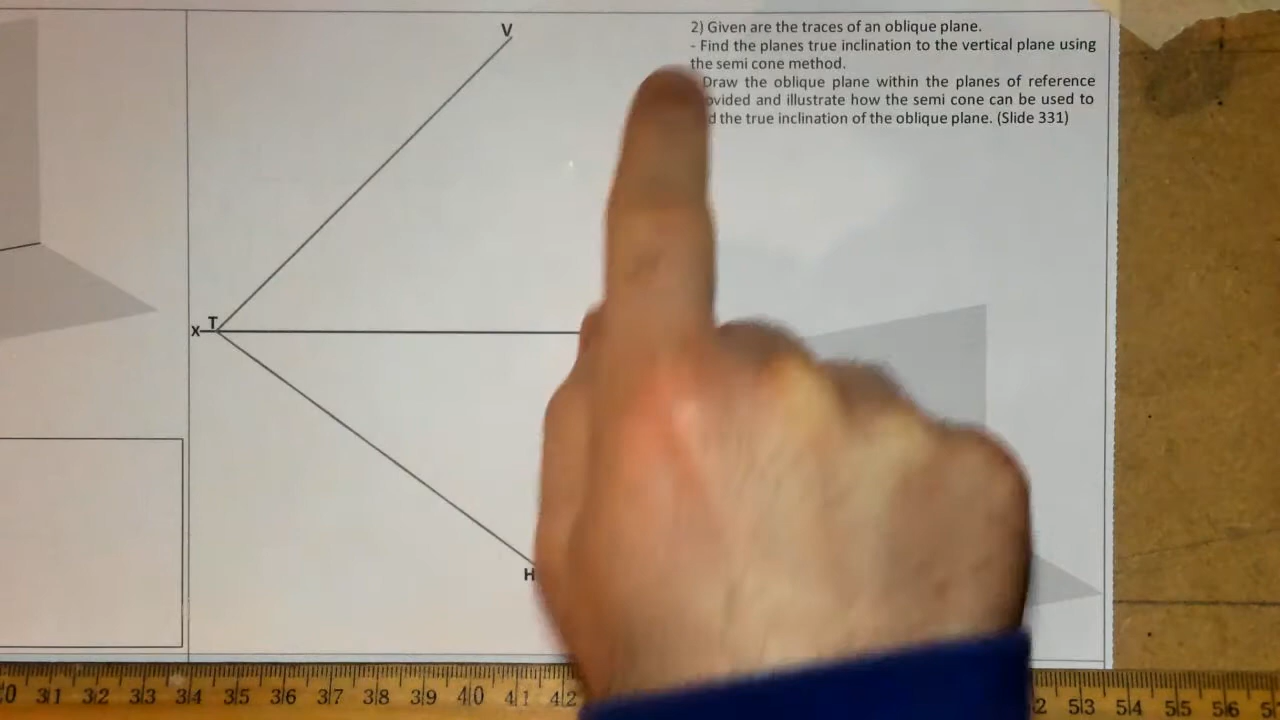 V
2) Given are the traces of an oblique plane.
- Find the planes true inclination to the vertical plane using
the semi cone method.
Draw the oblique plane within the planes of reference
ovided and illustrate how the semi cone can be used to
d the true inclination of the oblique plane. (Slide 331)
X T
H
0 31 32 33 34 35 36 37 38 39 40 41 42 2 53 54 55 56 5